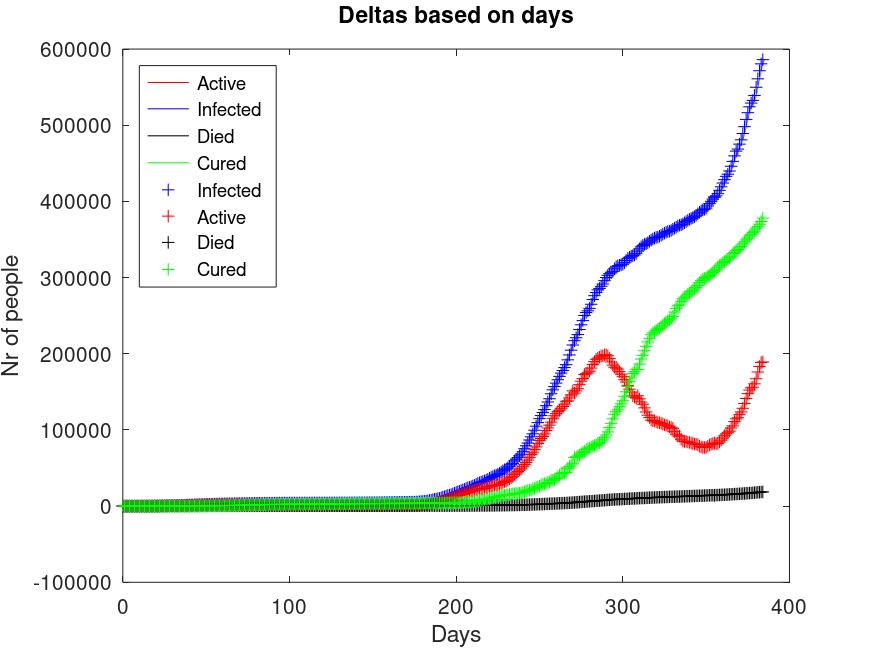 Deltas based on days
600000
500000
400000
300000
200000
100000
0
-100000
Nr of people
Active
Infected
Died
Cured
Infected
Active
Died
Cured
0 100 200 300 400
Days